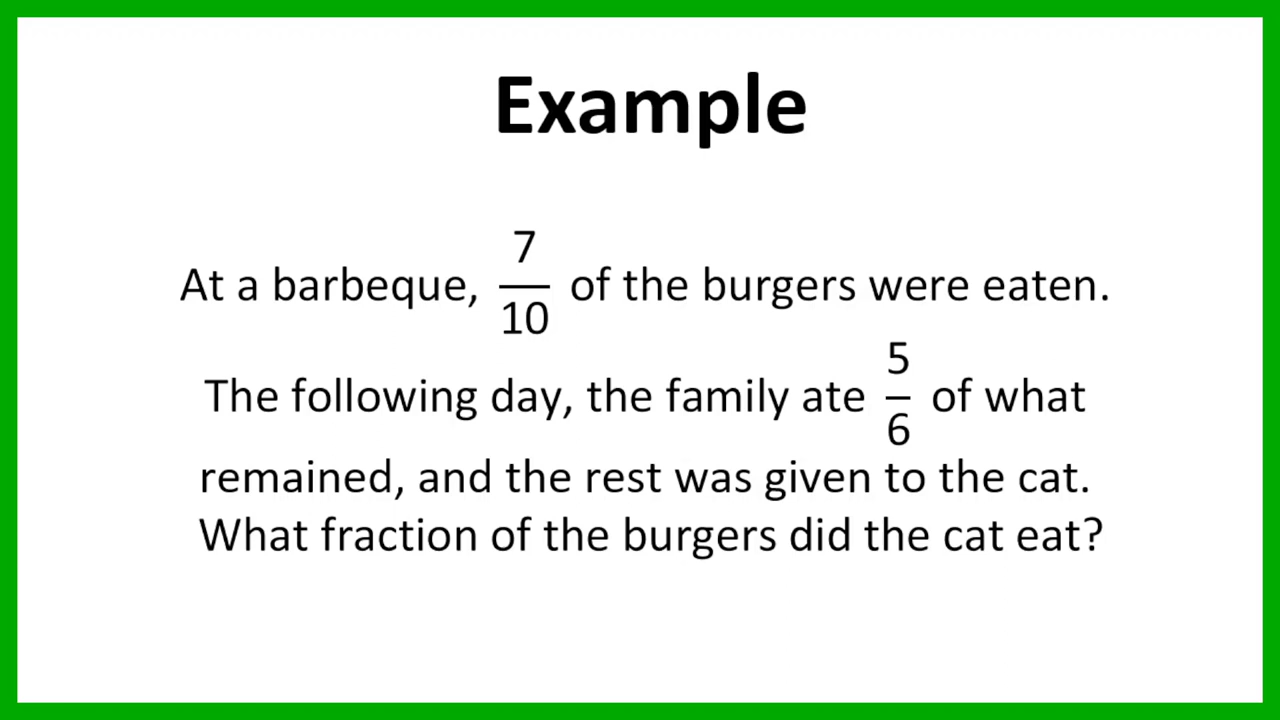 Example
At a barbeque, 7/10 of the burgers were eaten.
The following day, the family ate 5/6 of what
remained, and the rest was given to the cat.
What fraction of the burgers did the cat eat?